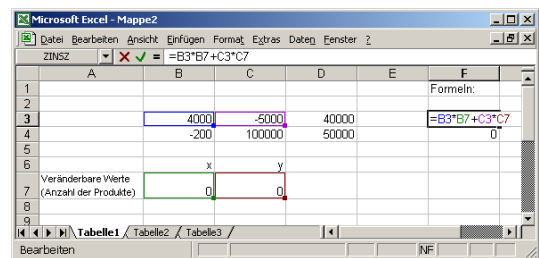 Microsoft Excel - Mappe2
Datei Bearbeiten Ansicht Einfügen Format Extras Daten Fenster ?
ZINSZ = =B3*B7+C3*C7
A B C D E F
1 Formeln:
2
3 4000 -5000 40000 =B3*B7+C3*C7
4 -200 100000 50000 0
5
6 x y
Veränderbare Werte
7 (Anzahl der Produkte) 0 0
8
9
Tabelle1 Tabelle2 Tabelle3
Bearbeiten NF